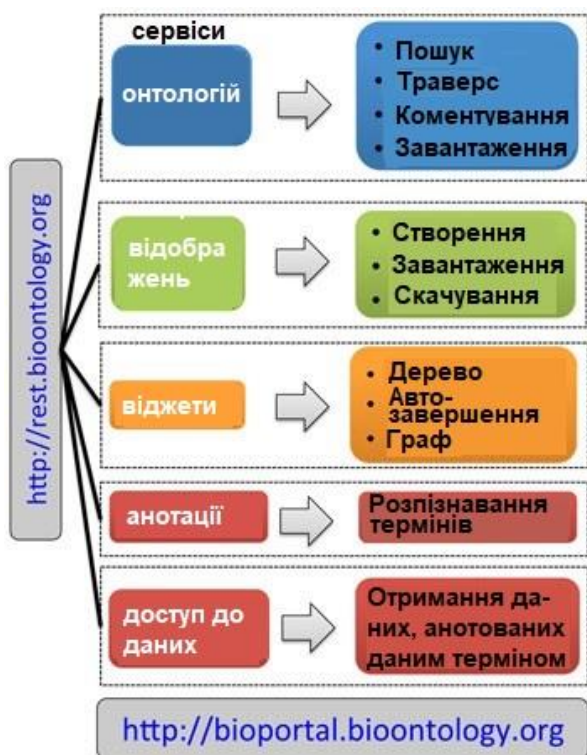 сервіси
онтологій
• Пошук
• Траверс
• Коментування
• Завантаження
відобра
жень
• Створення
• Завантаження
• Скачування
віджети
• Дерево
• Авто-
завершення
• Граф
анотації
Розпізнавання
термінів
доступ до
даних
Отримання да-
них, анотованих
даним терміном
http://rest.bioontology.org
http://bioportal.bioontology.org